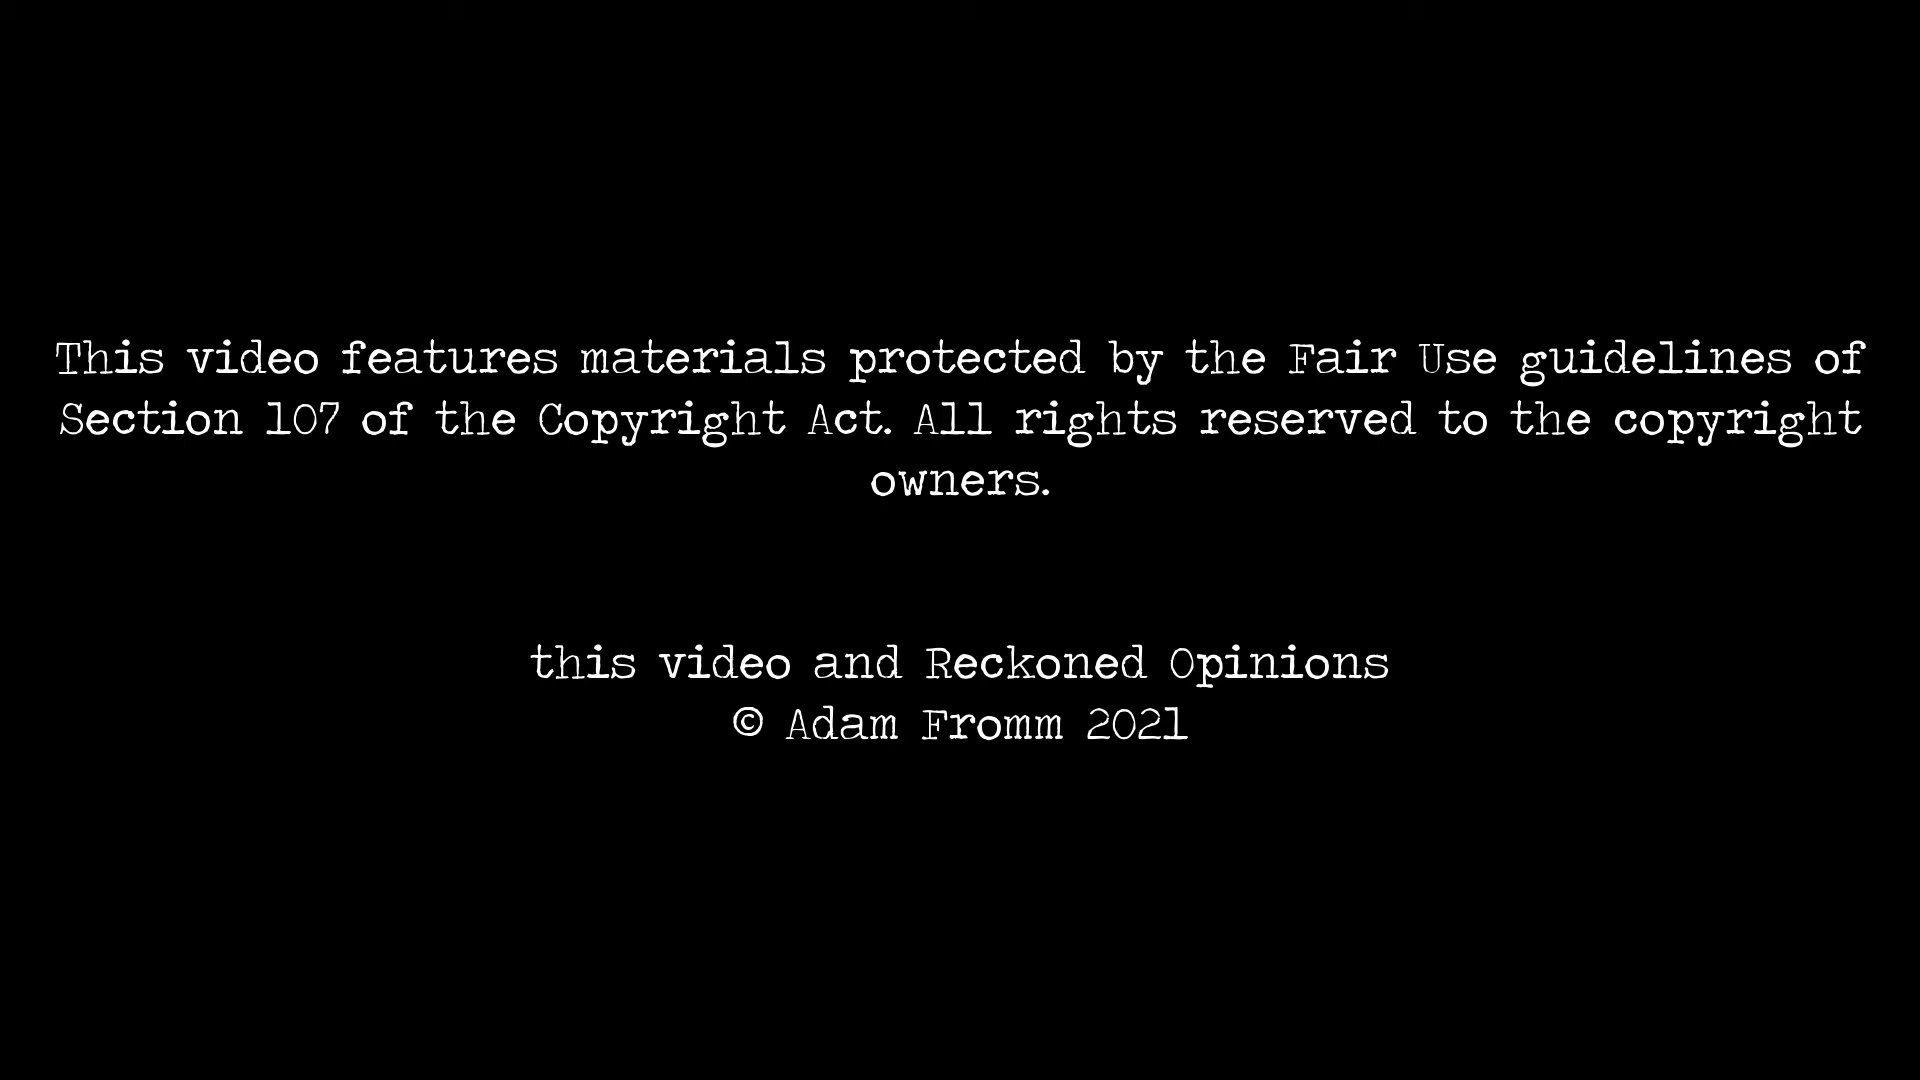 This video features materials protected by the Fair Use guidelines of
Section 107 of the Copyright Act. All rights reserved to the copyright
owners.
this video and Reckoned Opinions
© Adam Fromm 2021